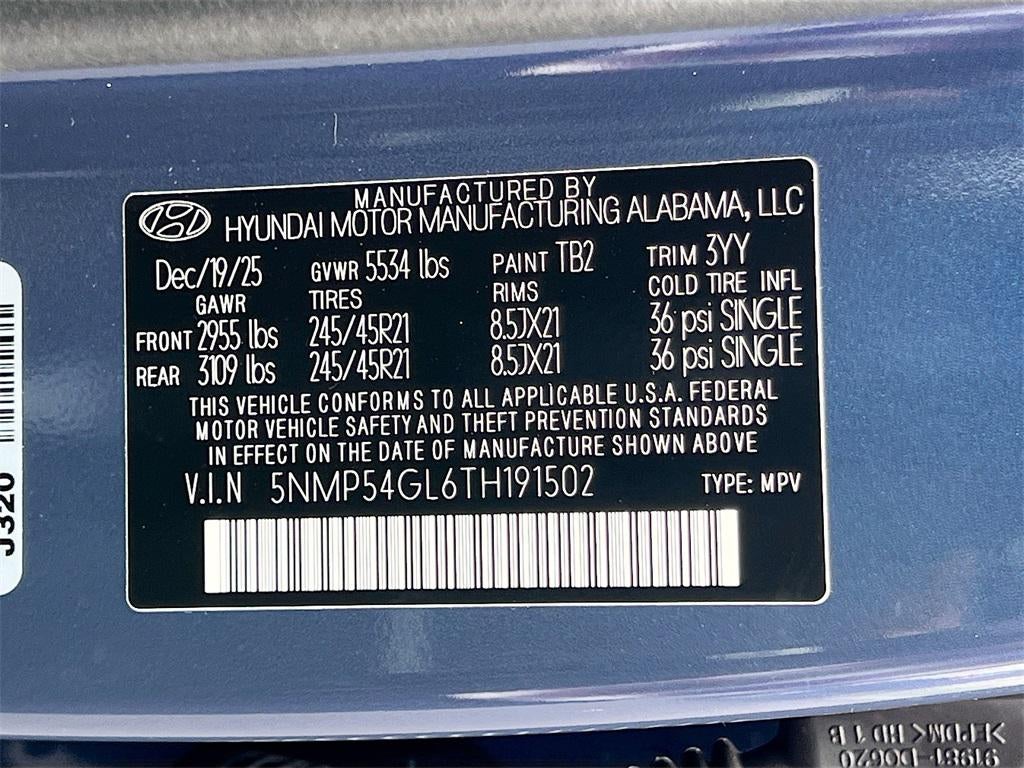 MANUFACTURED BY
HYUNDAI MOTOR MANUFACTURING ALABAMA, LLC
Dec/19/25 GVWR 5534 lbs PAINT TB2 TRIM 3YY
GAWR TIRES RIMS COLD TIRE INFL
FRONT 2955 lbs 245/45R21 8.5JX21 36 psi SINGLE
REAR 3109 lbs 245/45R21 8.5JX21 36 psi SINGLE
THIS VEHICLE CONFORMS TO ALL APPLICABLE U.S.A. FEDERAL
MOTOR VEHICLE SAFETY AND THEFT PREVENTION STANDARDS
IN EFFECT ON THE DATE OF MANUFACTURE SHOWN ABOVE
V.I.N 5NMP54GL6TH191502 TYPE: MPV
J320
91981-D0620